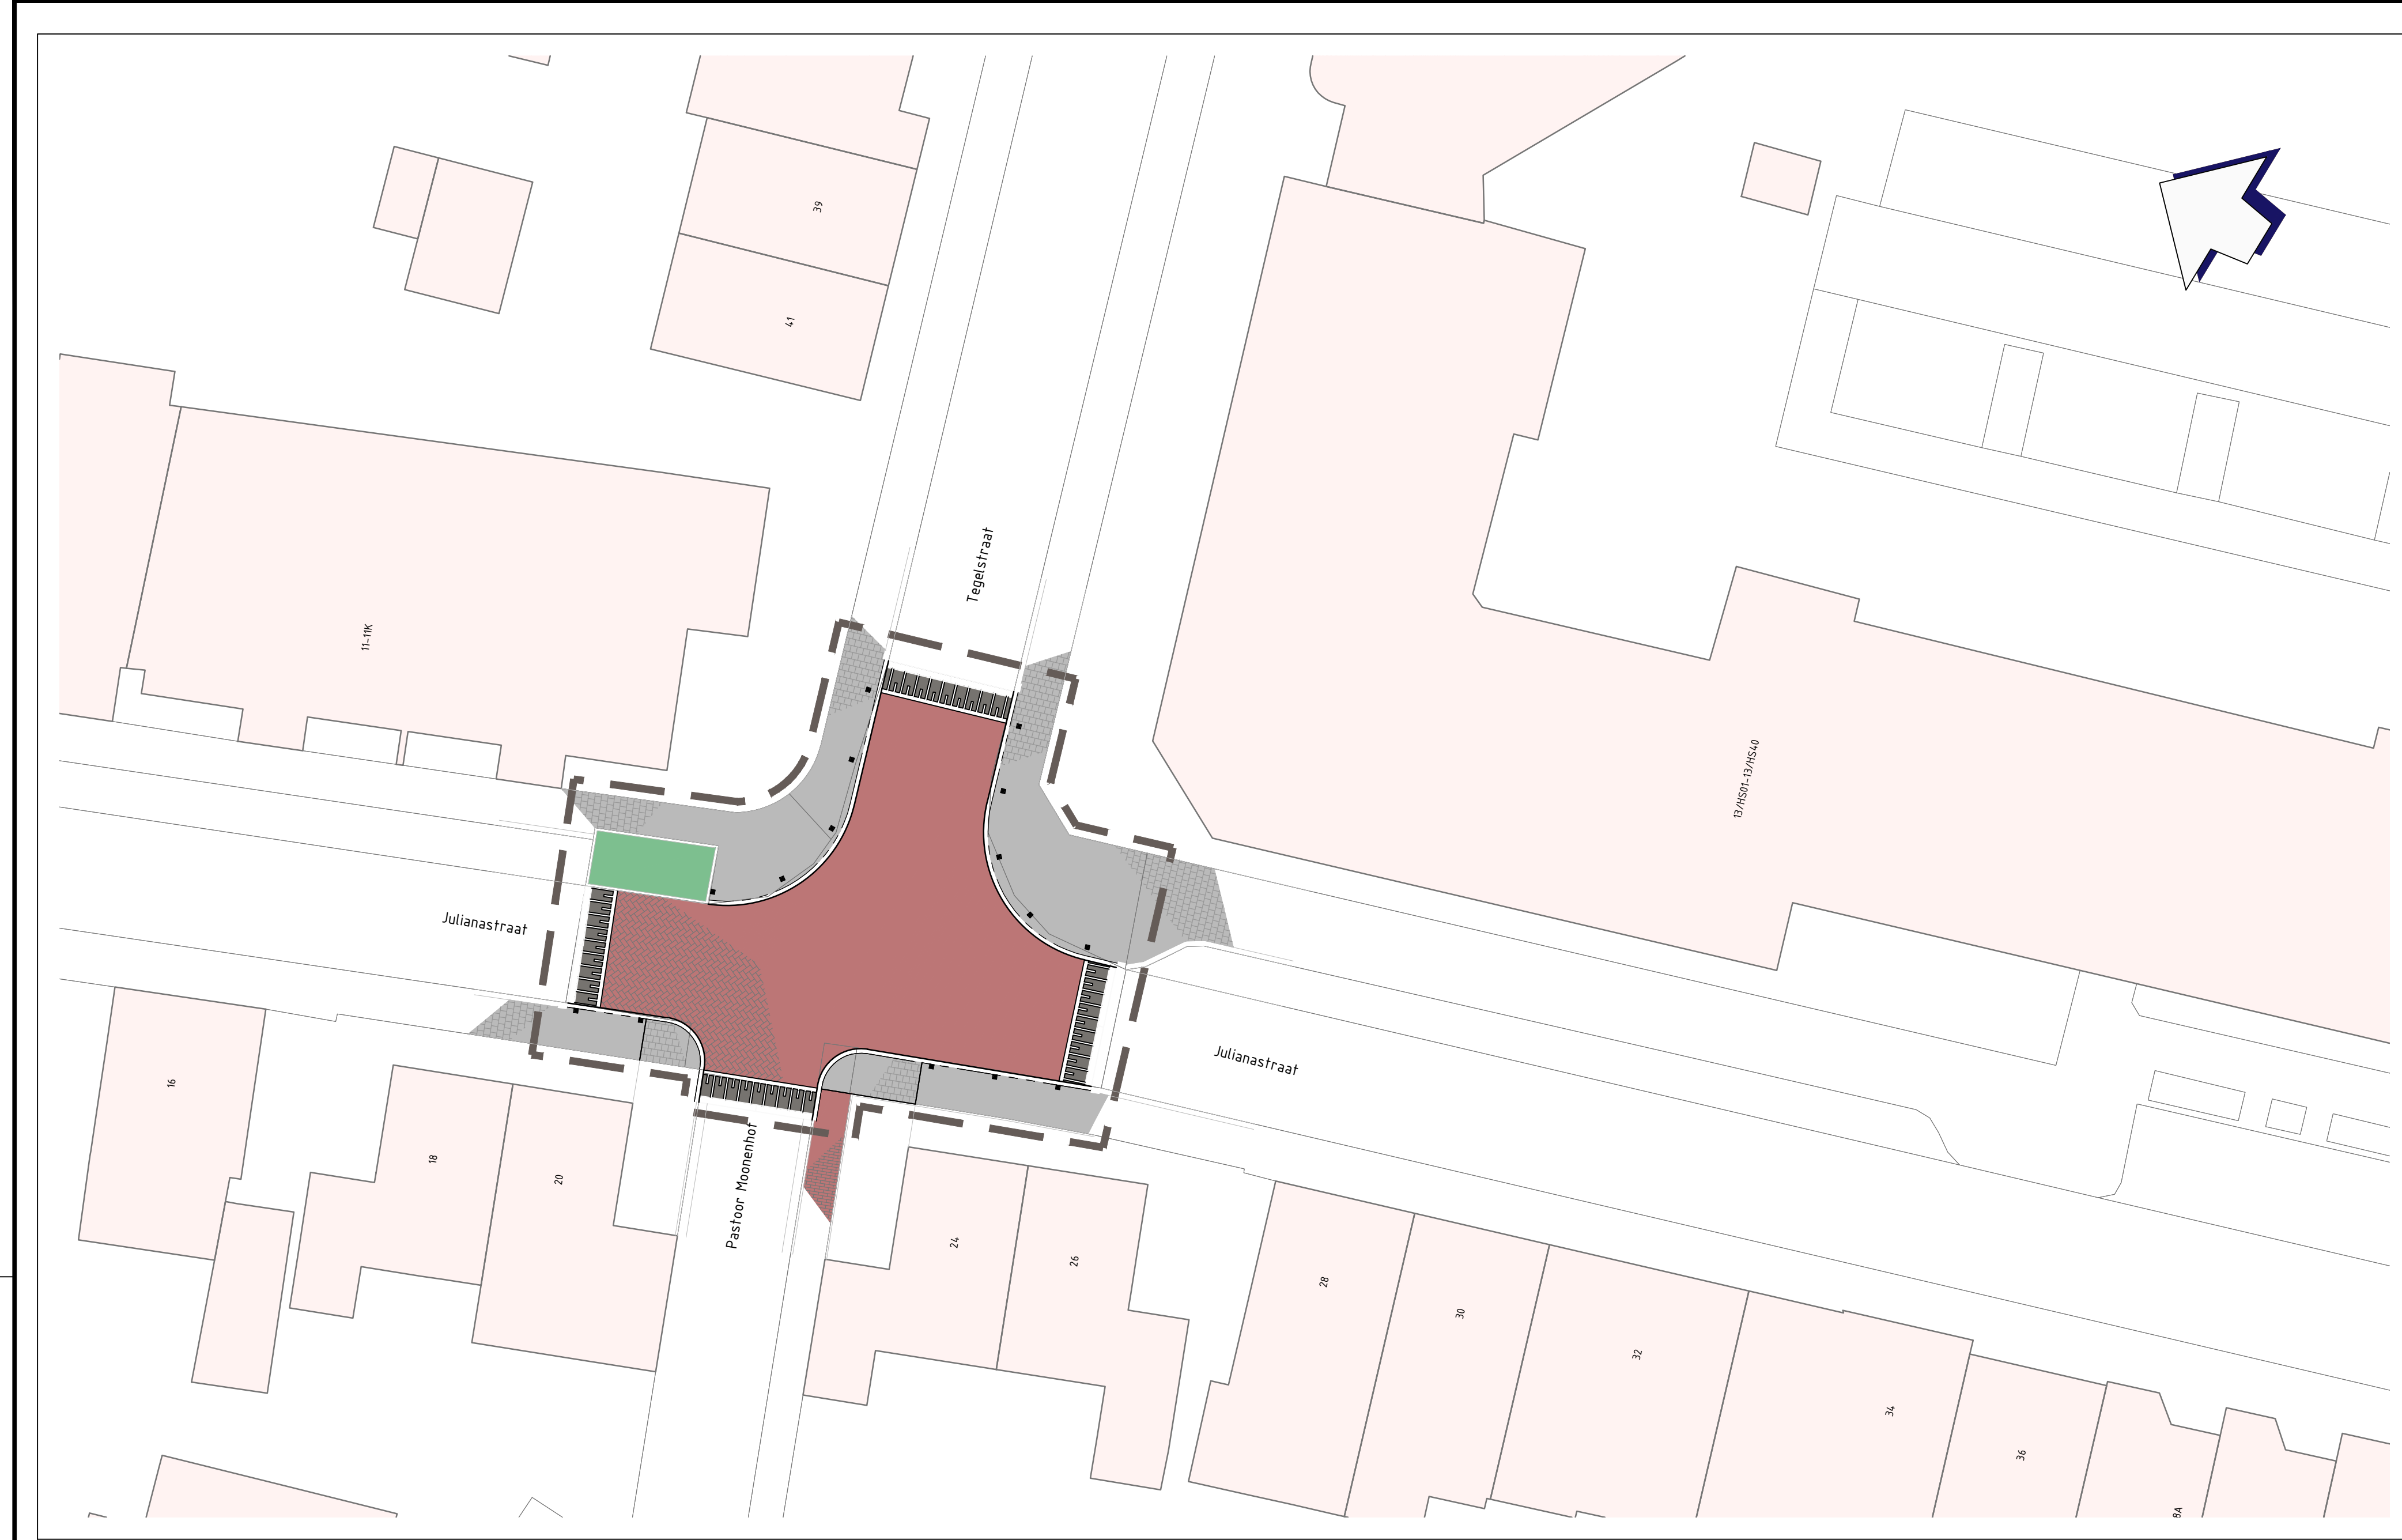 39
41
Tegelstraat
11-11K
13/HS01-13/HS40
Julianastraat
Julianastraat
16
18
20
Pastoor Moonenhof
24
26
28
30
32
34
36
8A